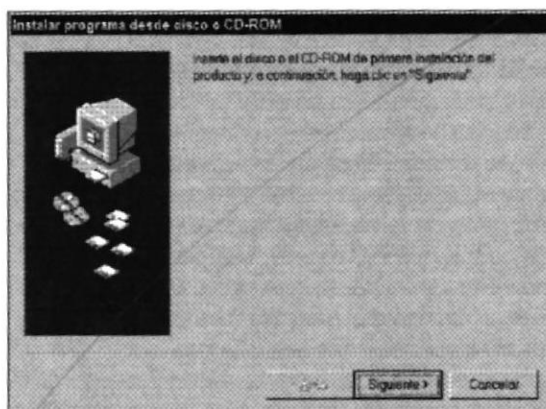 Instalar programa desde disco o CD-ROM
Inserte el disco o el CD-ROM de primera instalación del
producto y, a continuación, haga clic en "Siguiente".
Siguiente >
Cancelar